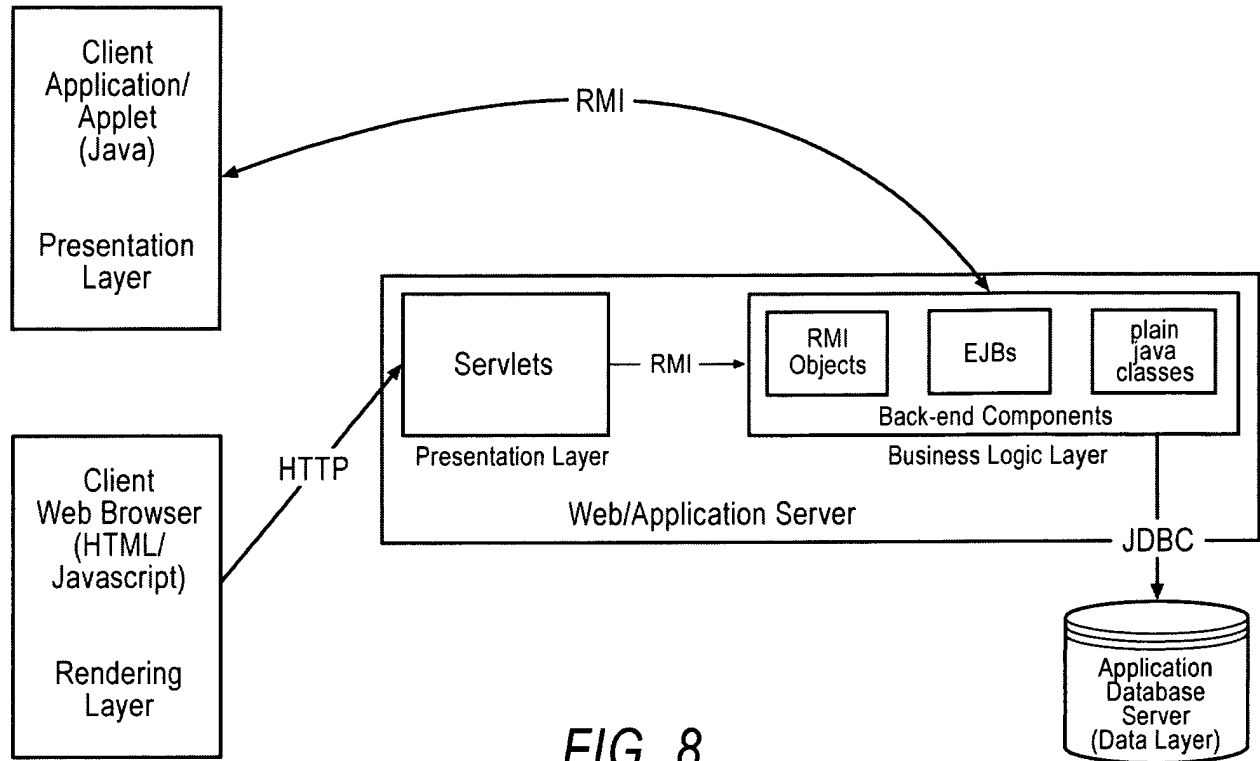 Client
Application/
Applet
(Java)
Presentation
Layer
RMI
Servlets
Presentation Layer
RMI
RMI
Objects
EJBs
plain
java
classes
Back-end Components
Business Logic Layer
Web/Application Server
HTTP
Client
Web Browser
(HTML/
Javascript)
Rendering
Layer
JDBC
Application
Database
Server
(Data Layer)
FIG. 8